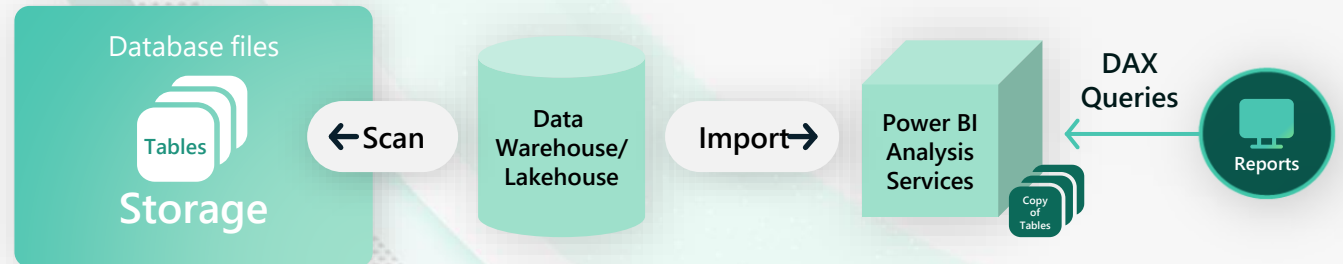 Database files
Tables
Storage
Scan
Data
Warehouse/
Lakehouse
Import
Power BI
Analysis
Services
Copy
of
Tables
DAX
Queries
Reports